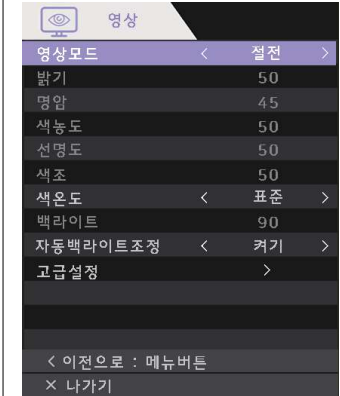 영상
영상모드 < 절전 >
밝기 50
명암 45
색농도 50
선명도 50
색조 50
색온도 < 표준 >
백라이트 90
자동백라이트조정 < 켜기 >
고급설정 >
< 이전으로 : 메뉴버튼
× 나가기